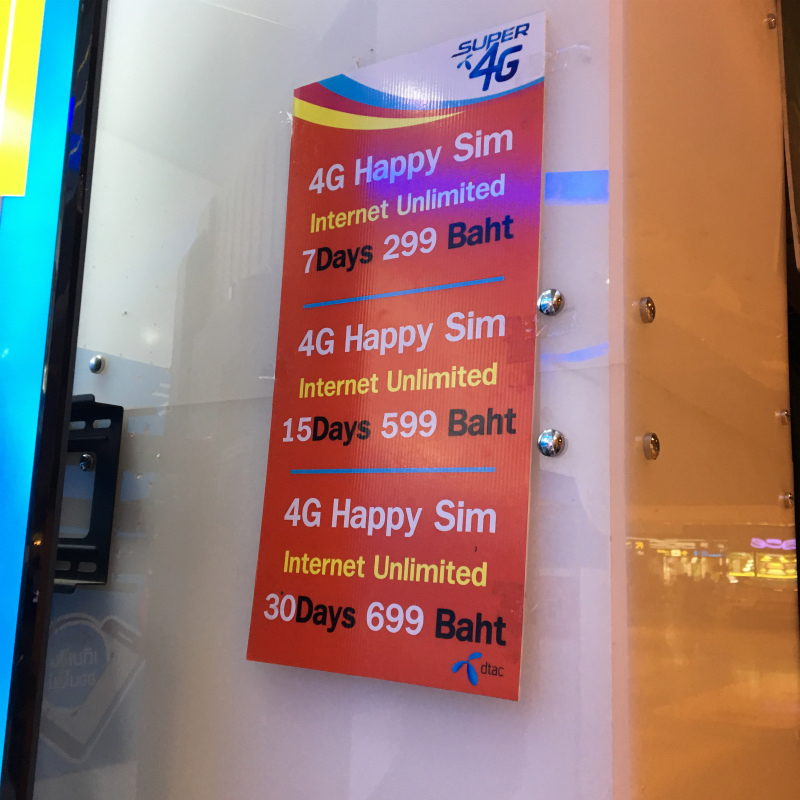 SUPER
4G
4G Happy Sim
Internet Unlimited
7Days 299 Baht
4G Happy Sim
Internet Unlimited
15Days 599 Baht
4G Happy Sim
Internet Unlimited
30Days 699 Baht
dtac